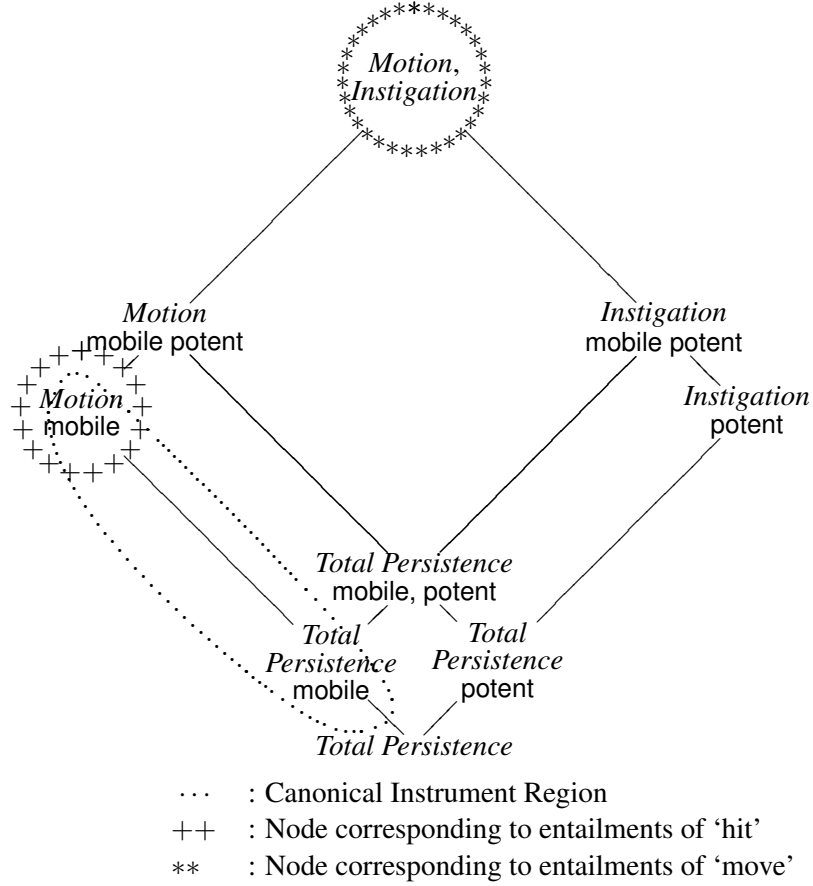 Motion,
Instigation
Motion
mobile potent
Instigation
mobile potent
Motion
mobile
Instigation
potent
Total Persistence
mobile, potent
Total
Persistence
mobile
Total
Persistence
potent
Total Persistence
··· : Canonical Instrument Region
++ : Node corresponding to entailments of ‘hit’
** : Node corresponding to entailments of ‘move’